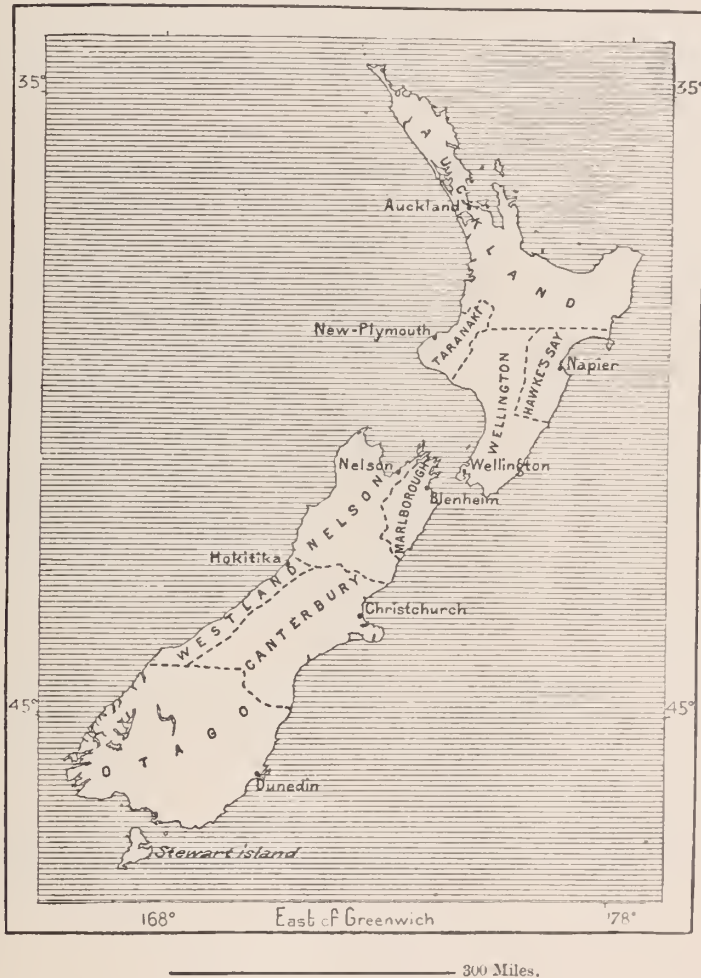 35°
35°
AUCKLAND
Auckland
New-Plymouth
TARANAKI
WELLINGTON
HAWKE'S BAY
Napier
Nelson
Wellington
NELSON
MARLBOROUGH
Blenheim
Hokitika
WESTLAND
CANTERBURY
Christchurch
45°
45°
OTAGO
Dunedin
Stewart island
168°
East of Greenwich
178°
300 Miles.